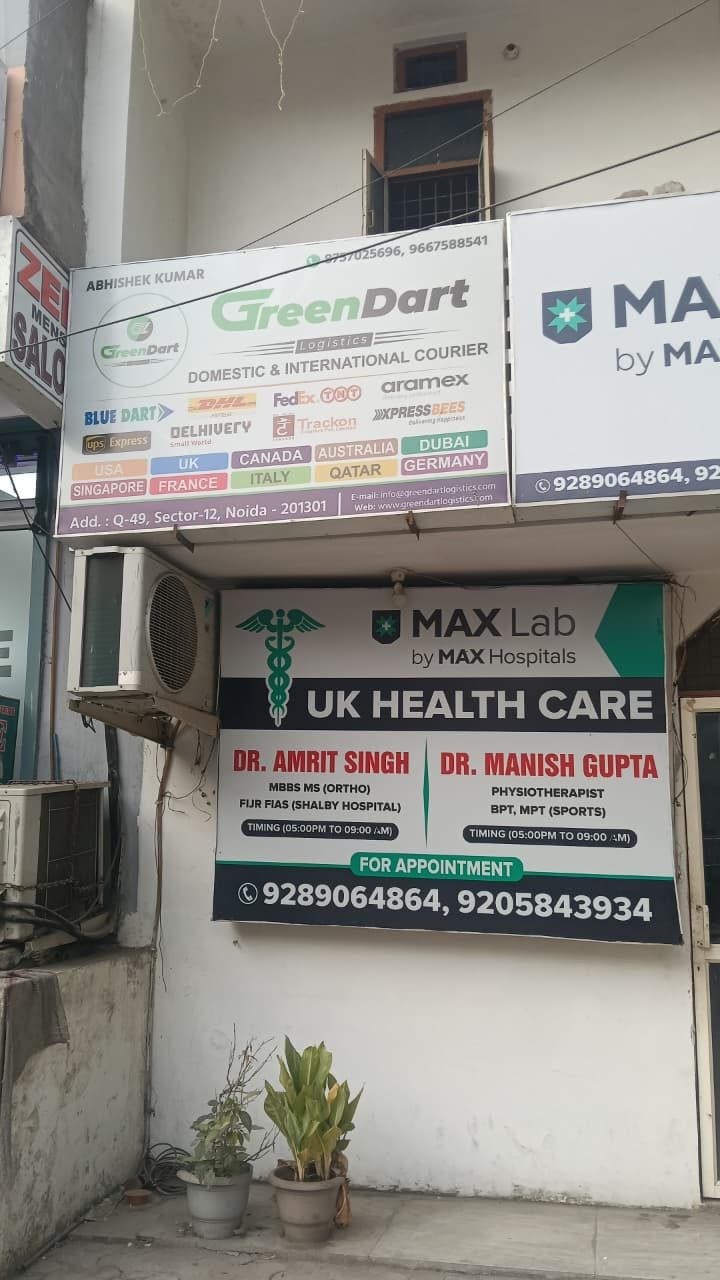 ABHISHEK KUMAR
8757025696, 9667588541
GreenDart
GreenDart
Logistics
DOMESTIC & INTERNATIONAL COURIER
BLUE DART
DHL
FedEx
TNT
aramex
ups Express
DELHIVERY
Small World
Trackon
XPRESSBEES
Delivering Happiness
USA
UK
CANADA
AUSTRALIA
DUBAI
SINGAPORE
FRANCE
ITALY
QATAR
GERMANY
Add. : Q-49, Sector-12, Noida - 201301
E-mail: info@greendartlogistics.com
Web: www.greendartlogistics.com
MENS
SALO
MA
by MA
9289064864, 92
MAX Lab
by MAX Hospitals
UK HEALTH CARE
DR. AMRIT SINGH
MBBS MS (ORTHO)
FIJR FIAS (SHALBY HOSPITAL)
TIMING (05:00PM TO 09:00 AM)
DR. MANISH GUPTA
PHYSIOTHERAPIST
BPT, MPT (SPORTS)
TIMING (05:00PM TO 09:00 AM)
FOR APPOINTMENT
9289064864, 9205843934